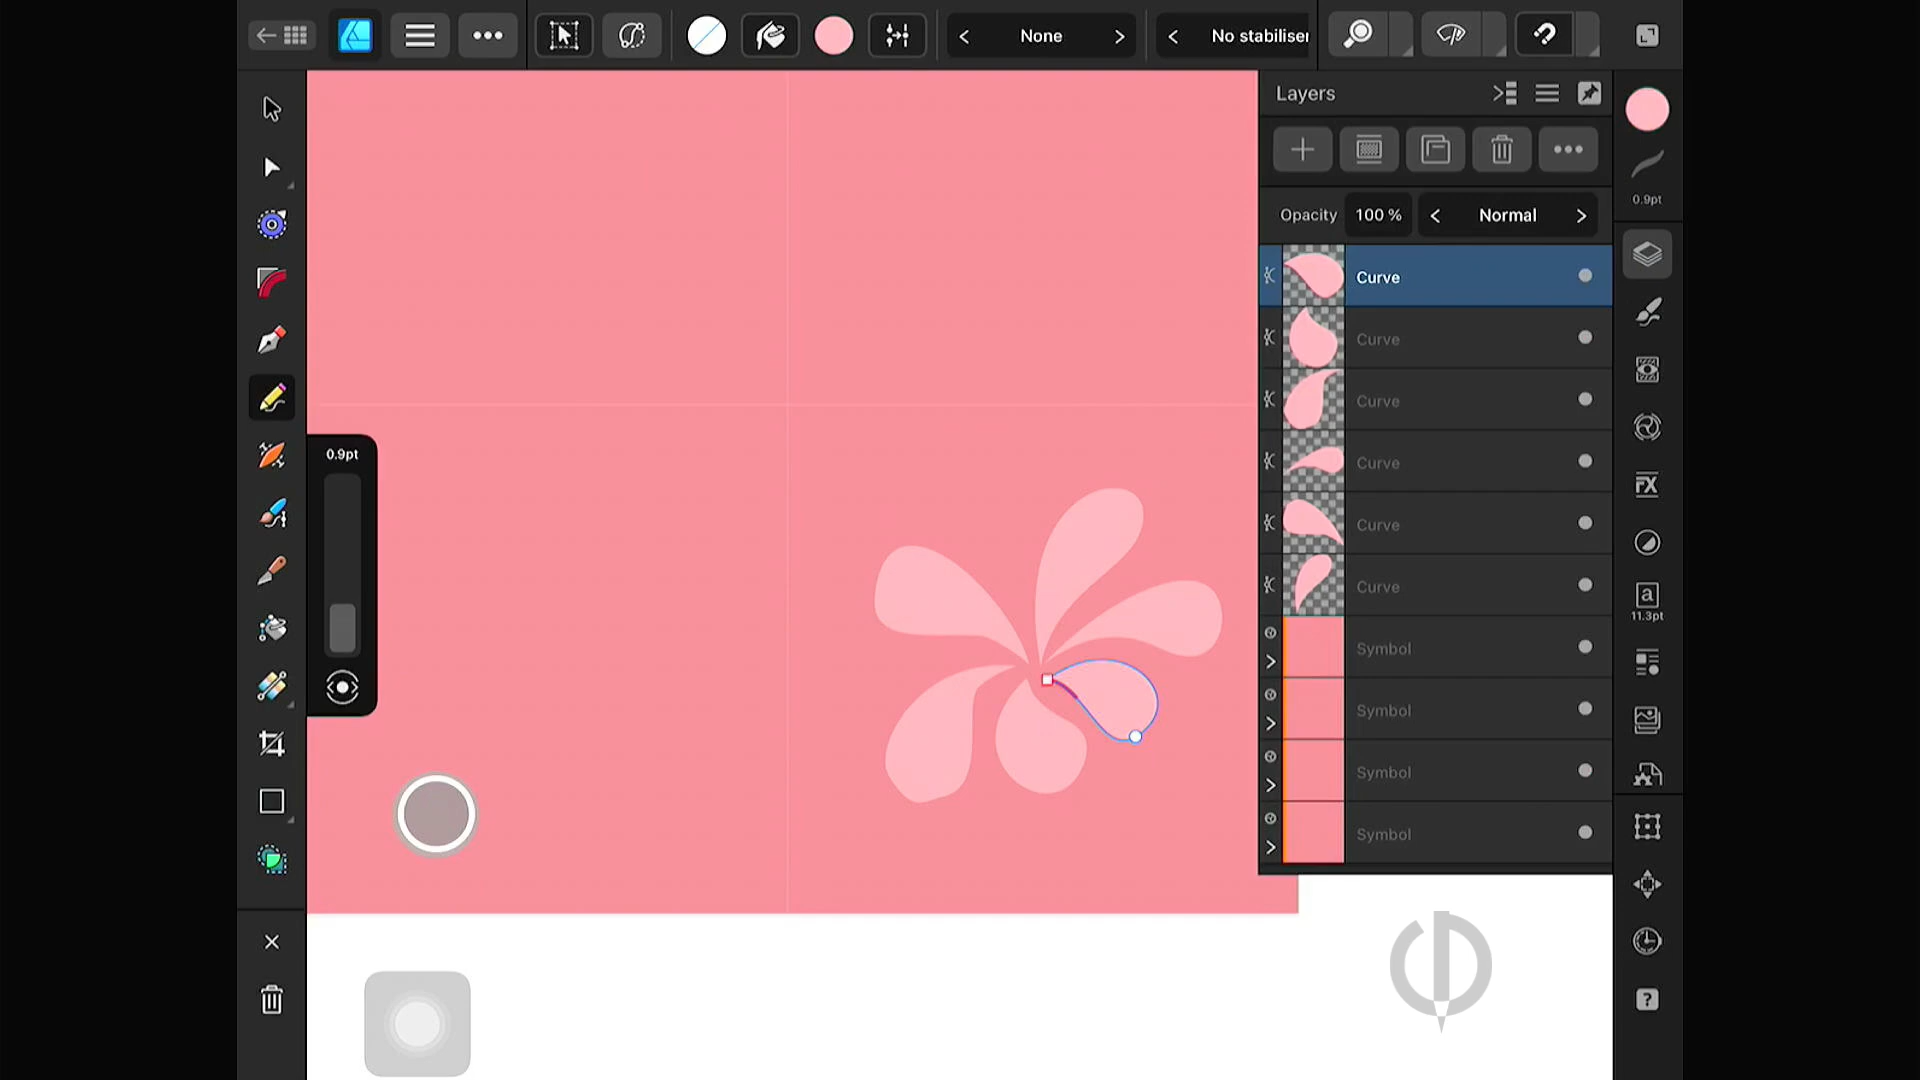 None
No stabiliser
Layers
Opacity
100 %
Normal
0.9pt
Curve
Curve
Curve
Curve
Curve
Curve
Symbol
Symbol
Symbol
Symbol
0.9pt
FX
a
11.3pt
?